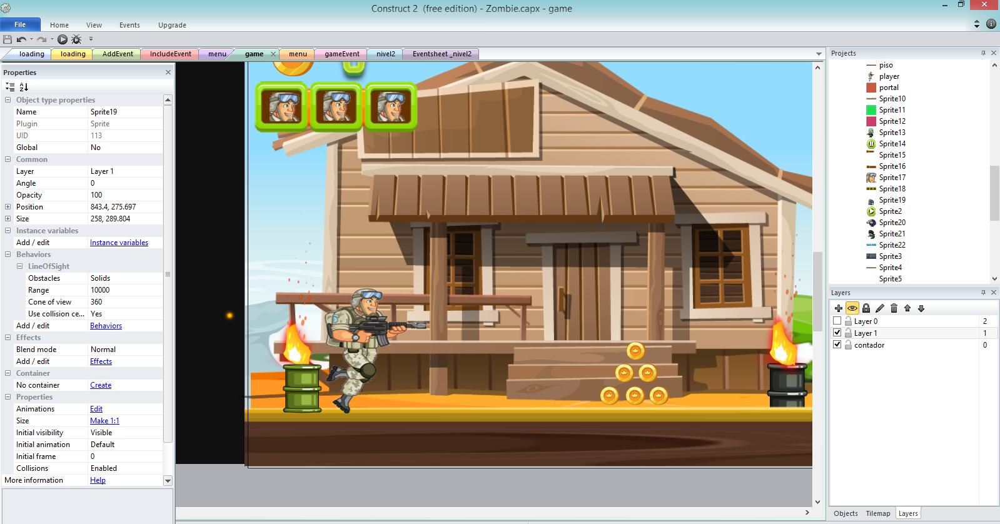 Construct 2  (free edition) - Zombie.capx - game
File Home View Events Upgrade
loading loading AddEvent IncludeEvent menu game menu gameEvent nivel2 Eventsheet _nivel2
Properties
Object type properties
Name Sprite19
Plugin Sprite
UID 113
Global No
Common
Layer Layer 1
Angle 0
Opacity 100
Position 843.4, 275.697
Size 258, 289.804
Instance variables
Add / edit Instance variables
Behaviors
LineOfSight
Obstacles Solids
Range 10000
Cone of view 360
Use collision ce... Yes
Add / edit Behaviors
Effects
Blend mode Normal
Add / edit Effects
Container
No container Create
Properties
Animations Edit
Size Make 1:1
Initial visibility Visible
Initial animation Default
Initial frame 0
Collisions Enabled
More information Help
Projects
piso
player
portal
Sprite10
Sprite11
Sprite12
Sprite13
Sprite14
Sprite15
Sprite16
Sprite17
Sprite18
Sprite19
Sprite2
Sprite20
Sprite21
Sprite22
Sprite3
Sprite4
Sprite5
Layers
Layer 0 2
Layer 1 1
contador 0
Objects Tilemap Layers